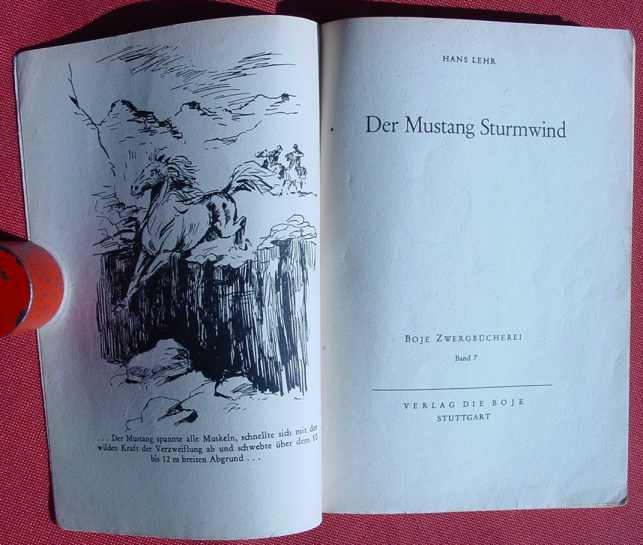 . . . Der Mustang spannte alle Muskeln, schnellte sich mit der
wilden Kraft der Verzweiflung ab und schwebte über dem 10
bis 12 m breiten Abgrund . . .
HANS LEHR
Der Mustang Sturmwind
BOJE ZWERGBÜCHEREI
Band 7
VERLAG DIE BOJE
STUTTGART